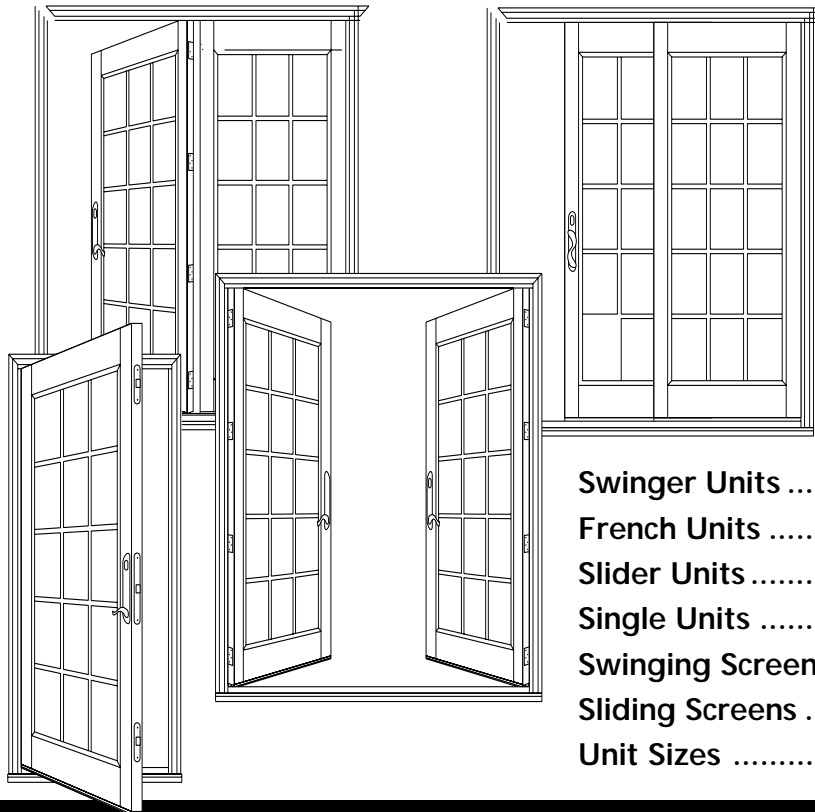 Swinger Units ....
French Units ......
Slider Units ........
Single Units ......
Swinging Screen
Sliding Screens .
Unit Sizes .........